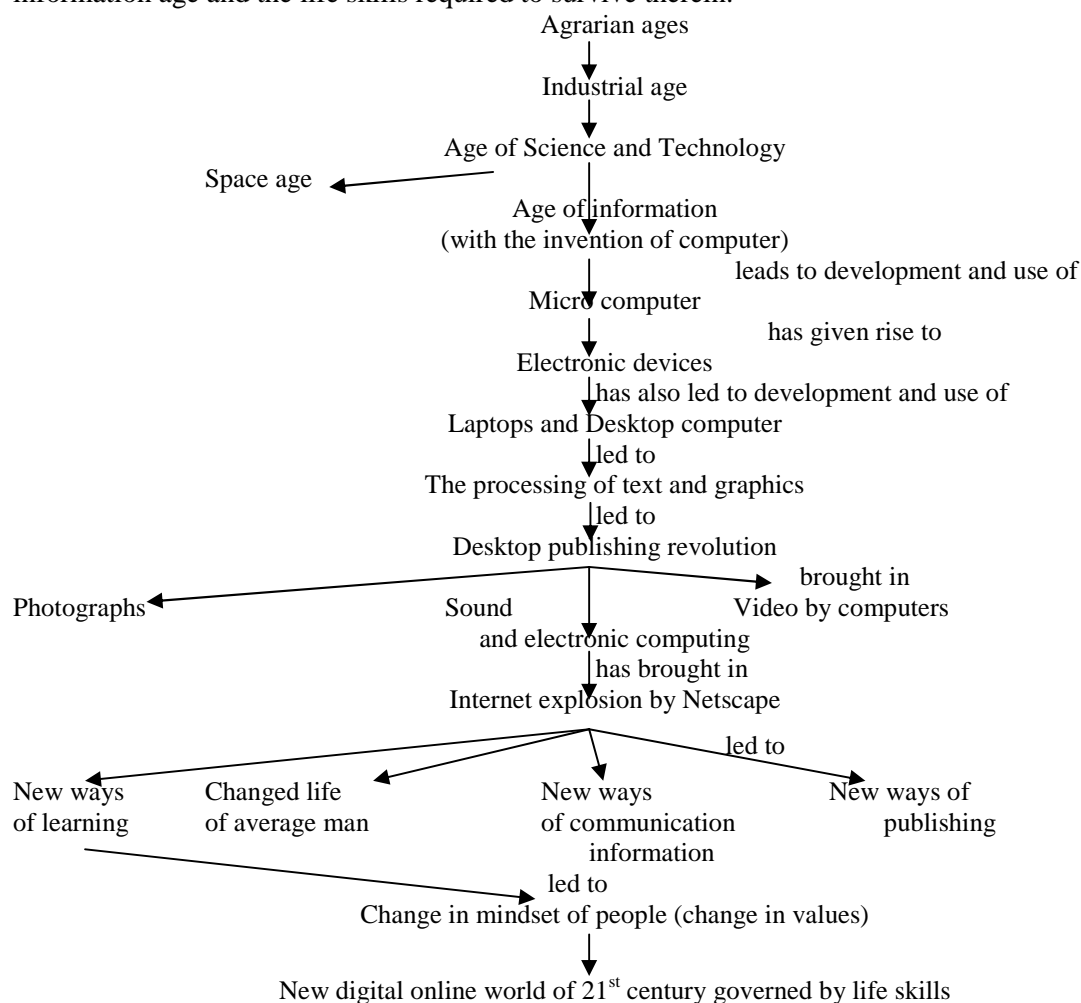 information age and the life skills required to survive therein.
Agrarian ages
Industrial age
Age of Science and Technology
Space age
Age of information
(with the invention of computer)
leads to development and use of
Micro computer
has given rise to
Electronic devices
has also led to development and use of
Laptops and Desktop computer
led to
The processing of text and graphics
led to
Desktop publishing revolution
brought in
Photographs Sound Video by computers
and electronic computing
has brought in
Internet explosion by Netscape
led to
New ways Changed life New ways New ways of
of learning of average man of communication publishing
information
led to
Change in mindset of people (change in values)
New digital online world of 21st century governed by life skills